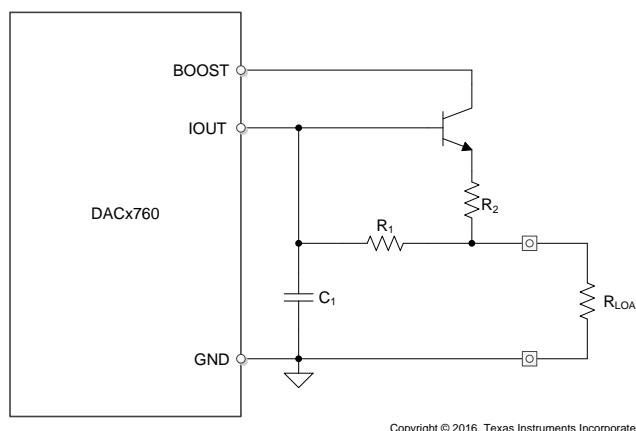 BOOST
IOUT
DACx760
R2
R1
C1
RLOA
GND
Copyright © 2016, Texas Instruments Incorporate